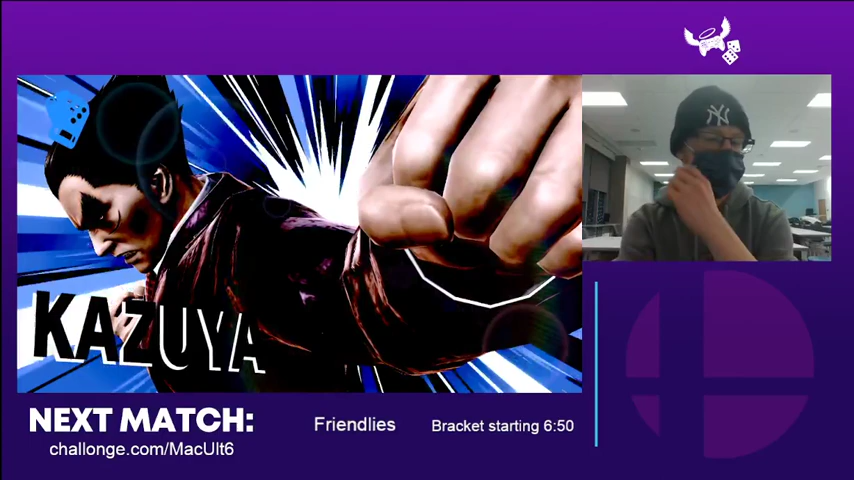 KAZUYA
NY
NEXT MATCH:
Friendlies
Bracket starting 6:50
challonge.com/MacUlt6